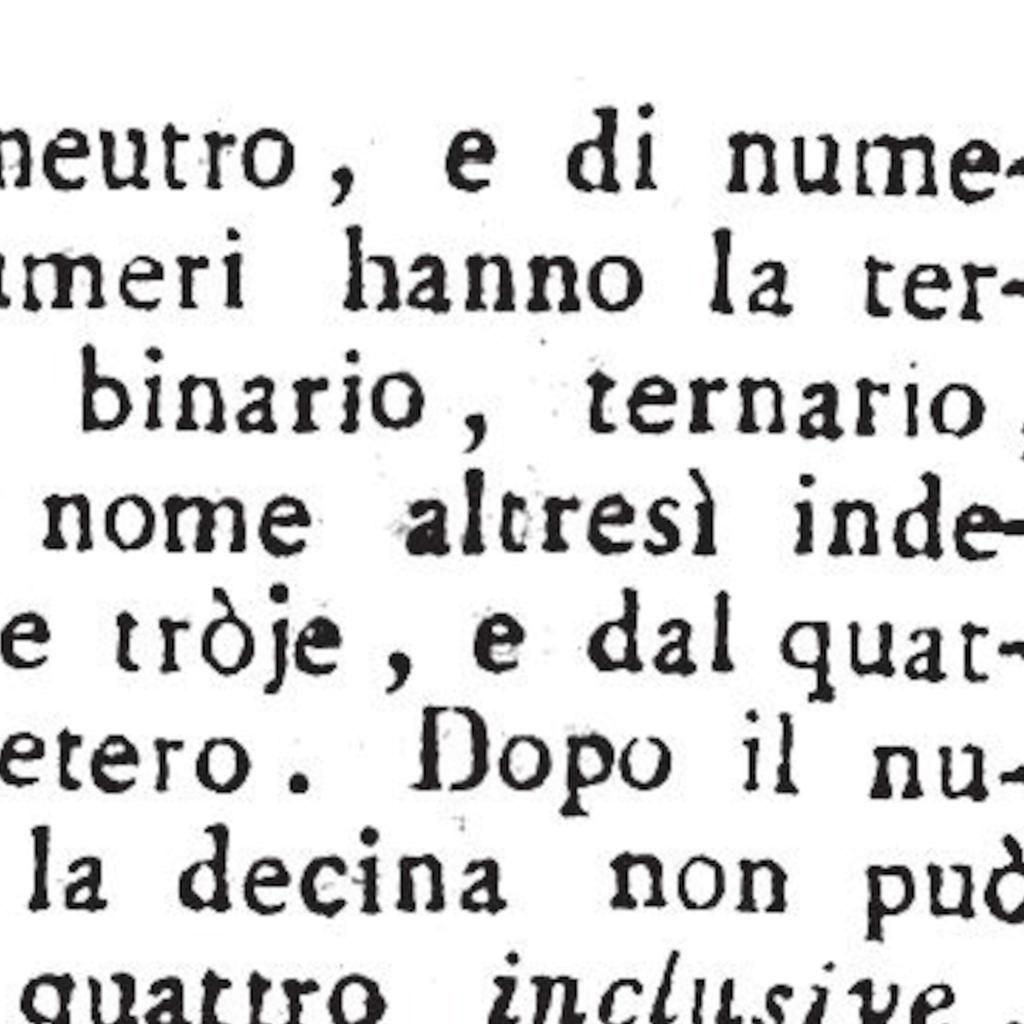 neutro, e di nume-
umeri hanno la ter-
binario, ternario,
nome altresì inde-
e tròje, e dal quat-
etero. Dopo il nu-
la decina non può
quattro inclusive.